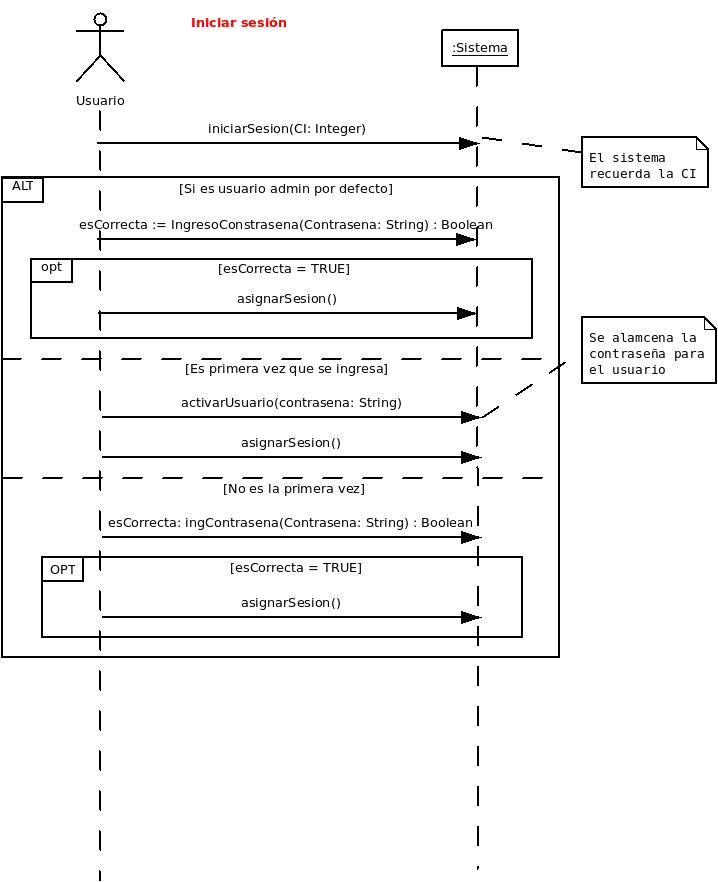 Iniciar sesión
:Sistema
Usuario
iniciarSesion(CI: Integer)
El sistema
recuerda la CI
ALT
[Si es usuario admin por defecto]
esCorrecta := IngresoConstrasena(Contrasena: String) : Boolean
opt
[esCorrecta = TRUE]
asignarSesion()
Se alamcena la
contraseña para
el usuario
[Es primera vez que se ingresa]
activarUsuario(contrasena: String)
asignarSesion()
[No es la primera vez]
esCorrecta: ingContrasena(Contrasena: String) : Boolean
OPT
[esCorrecta = TRUE]
asignarSesion()